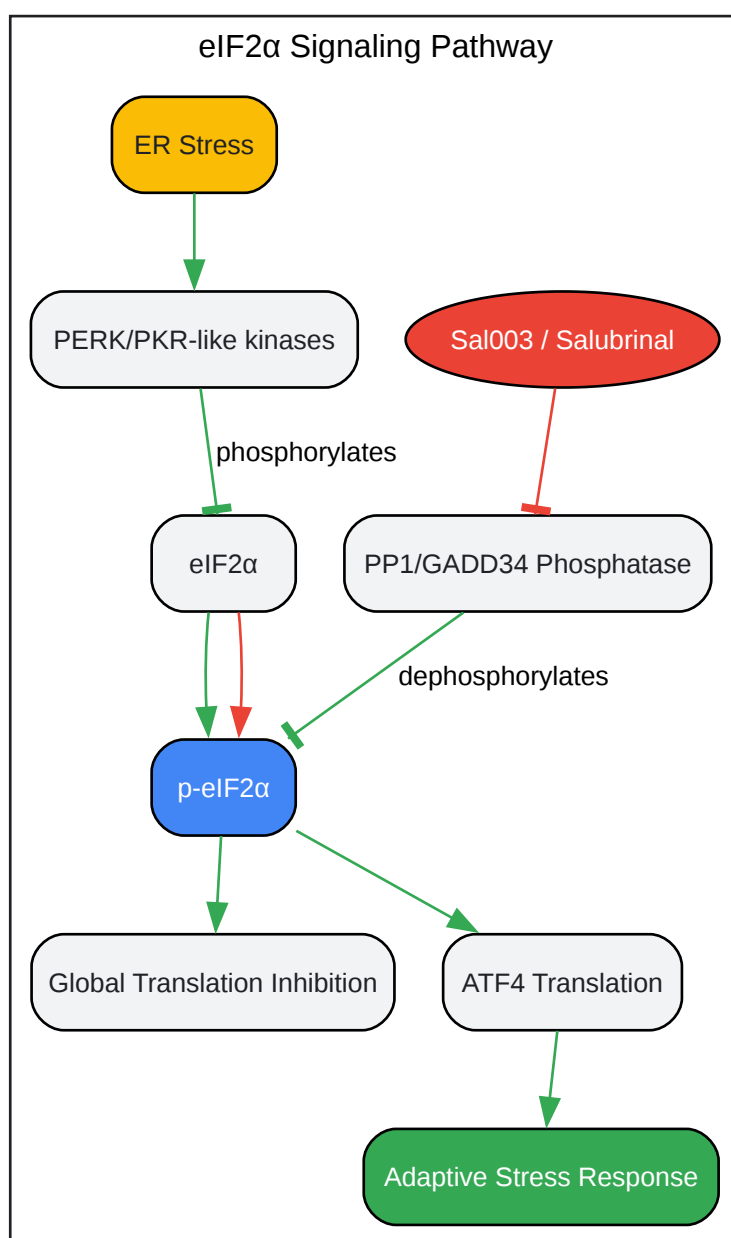 eIF2α Signaling Pathway
ER Stress
PERK/PKR-like kinases
Sal003 / Salubrinal
phosphorylates
eIF2α
PP1/GADD34 Phosphatase
dephosphorylates
p-eIF2α
Global Translation Inhibition
ATF4 Translation
Adaptive Stress Response